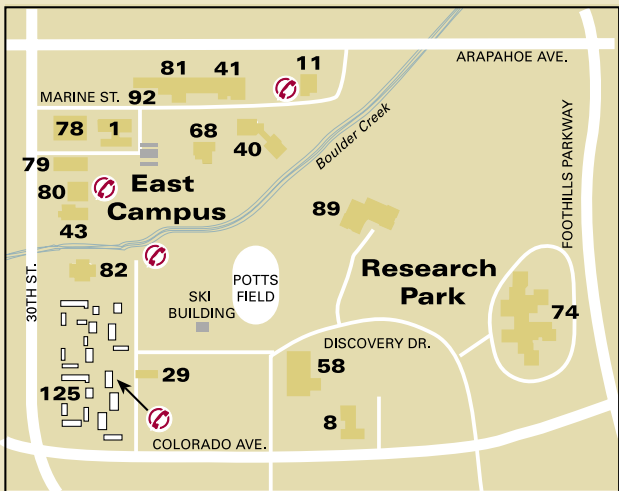 ARAPAHOE AVE.
81
41
11
MARINE ST.
92
78
1
68
40
Boulder Creek
FOOTHILLS PARKWAY
79
80
East
Campus
43
89
82
30TH ST.
POTTS
FIELD
SKI
BUILDING
Research
Park
74
DISCOVERY DR.
29
58
125
8
COLORADO AVE.